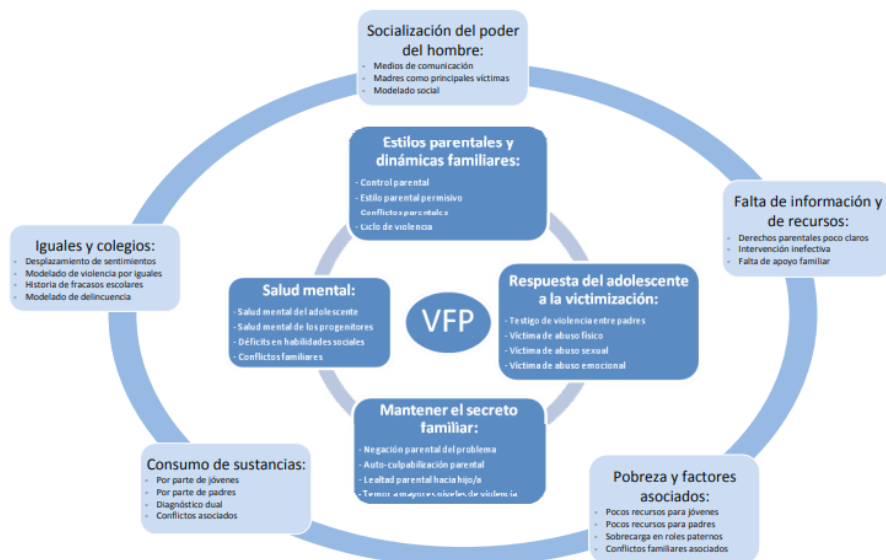 Socialización del poder
del hombre:
- Medios de comunicación
- Madres como principales víctimas
- Modelado social
Estilos parentales y
dinámicas familiares:
- Control parental
- Estilo parental permisivo
Conflictos parentales
- Ciclo de violencia
Falta de información y
de recursos:
- Derechos parentales poco claros
- Intervención inefectiva
- Falta de apoyo familiar
Iguales y colegios:
- Desplazamiento de sentimientos
- Modelado de violencia por iguales
- Historia de fracasos escolares
- Modelado de delincuencia
Salud mental:
- Salud mental del adolescente
- Salud mental de los progenitores
- Déficits en habilidades sociales
- Conflictos familiares
VFP
Respuesta del adolescente
a la victimización:
- Testigo de violencia entre padres
- Víctima de abuso físico
- Víctima de abuso sexual
- Víctima de abuso emocional
Mantener el secreto
familiar:
- Negación parental del problema
- Auto-culpabilización parental
- Lealtad parental hacia hijo/a
- Temor a mayores niveles de violencia
Consumo de sustancias:
- Por parte de jóvenes
- Por parte de padres
- Diagnóstico dual
- Conflictos asociados
Pobreza y factores
asociados:
- Pocos recursos para jóvenes
- Pocos recursos para padres
- Sobrecarga en roles paternos
- Conflictos familiares asociados